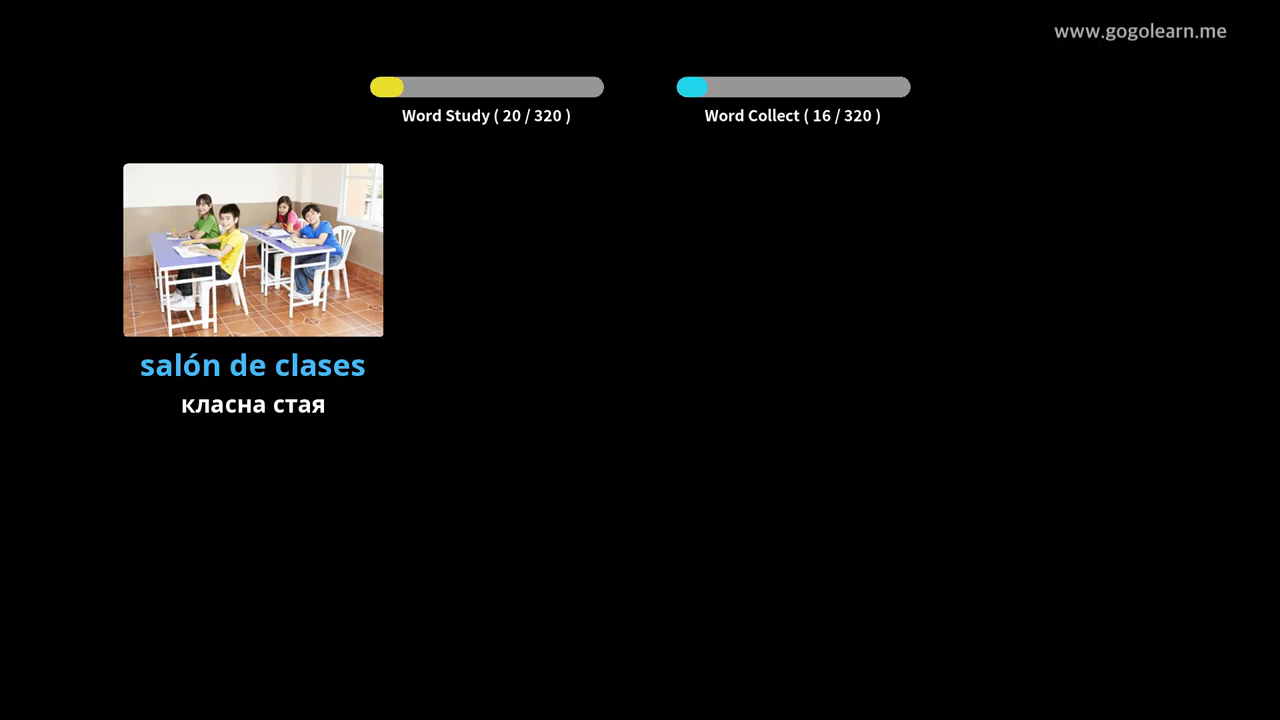 www.gogolearn.me
Word Study ( 20 / 320 )
Word Collect ( 16 / 320 )
salón de clases
класна стая